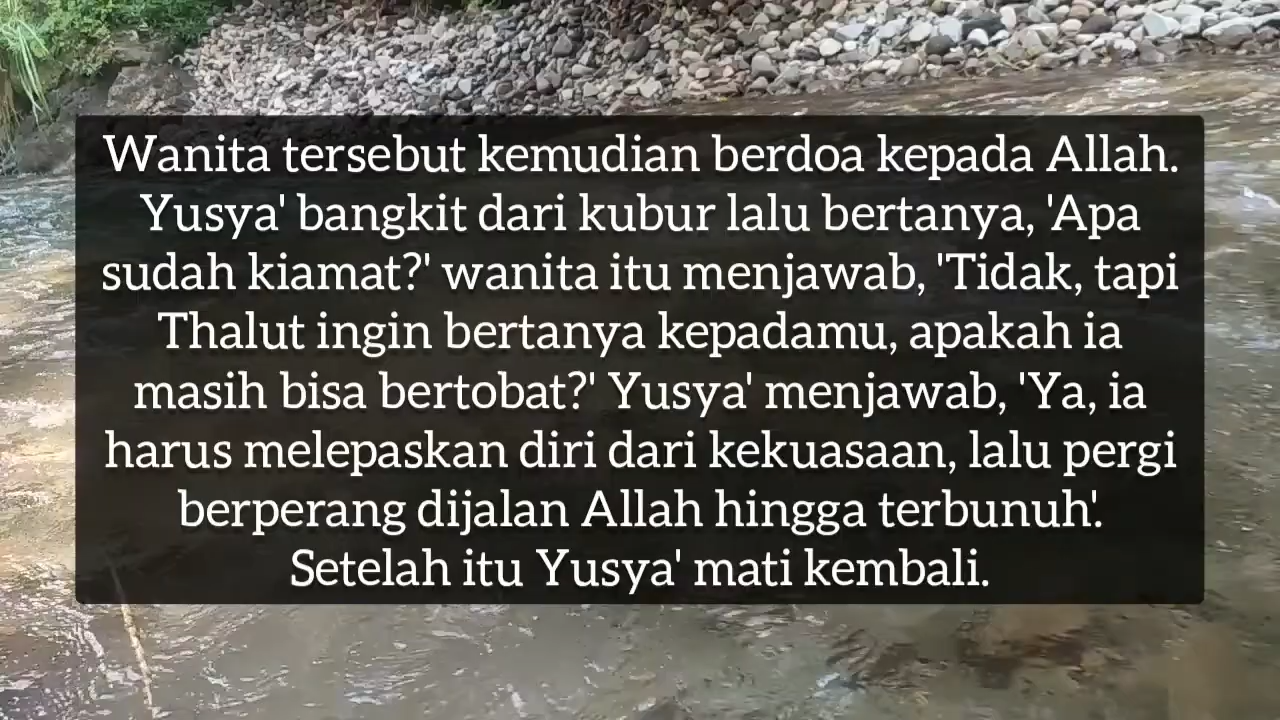 Wanita tersebut kemudian berdoa kepada Allah.
Yusya' bangkit dari kubur lalu bertanya, 'Apa
sudah kiamat?' wanita itu menjawab, 'Tidak, tapi
Thalut ingin bertanya kepadamu, apakah ia
masih bisa bertobat?' Yusya' menjawab, 'Ya, ia
harus melepaskan diri dari kekuasaan, lalu pergi
berperang dijalan Allah hingga terbunuh'.
Setelah itu Yusya' mati kembali.